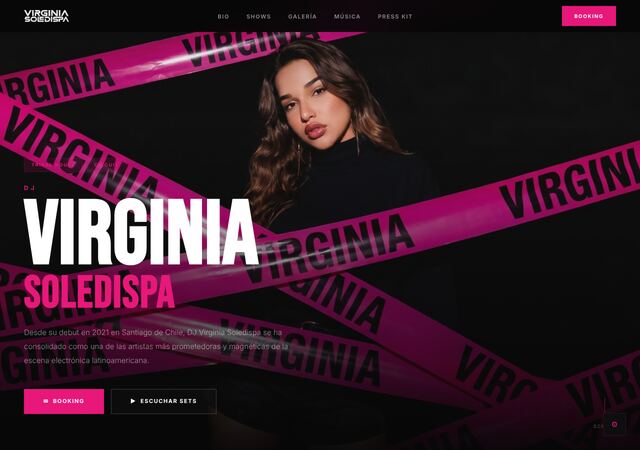 VIRGINIA
SOLEDISPA
BIO SHOWS GALERÍA MÚSICA PRESS KIT
BOOKING
VIRGINIA
VIRGINIA
VIRGINIA
VIRGINIA
DJ
VIRGINIA
SOLEDISPA
VIRGINIA
VIRGINIA
Desde su debut en 2021 en Santiago de Chile, DJ Virginia Soledispa se ha
consolidado como una de las artistas más prometedoras y magnéticas de la
escena electrónica latinoamericana.
VIRGINIA
BOOKING
ESCUCHAR SETS